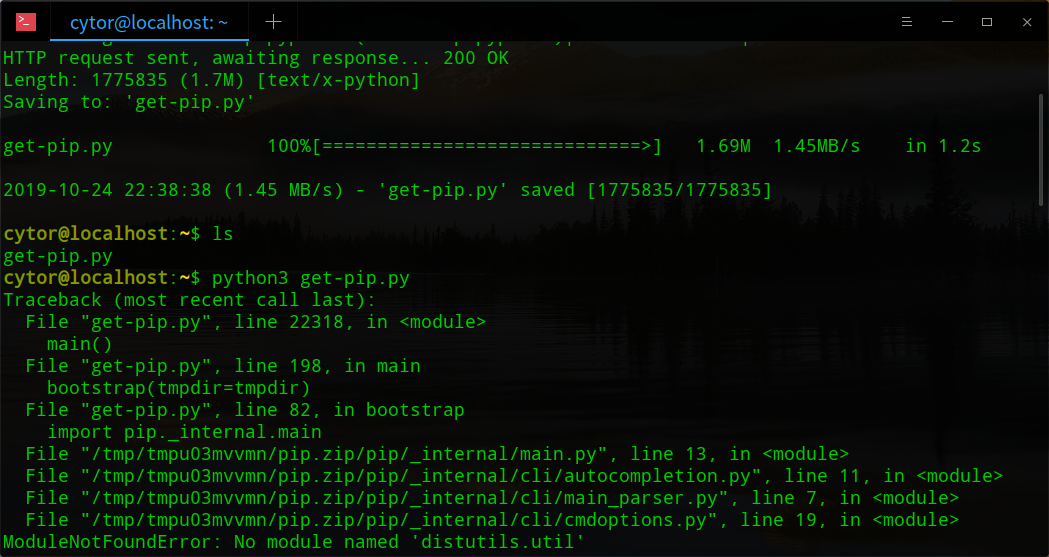 cytor@localhost: ~
HTTP request sent, awaiting response... 200 OK
Length: 1775835 (1.7M) [text/x-python]
Saving to: 'get-pip.py'
get-pip.py 100%[=============================>] 1.69M 1.45MB/s in 1.2s
2019-10-24 22:38:38 (1.45 MB/s) - 'get-pip.py' saved [1775835/1775835]
cytor@localhost:~$ ls
get-pip.py
cytor@localhost:~$ python3 get-pip.py
Traceback (most recent call last):
  File "get-pip.py", line 22318, in <module>
    main()
  File "get-pip.py", line 198, in main
    bootstrap(tmpdir=tmpdir)
  File "get-pip.py", line 82, in bootstrap
    import pip._internal.main
  File "/tmp/tmpu03mvvmn/pip.zip/pip/_internal/main.py", line 13, in <module>
  File "/tmp/tmpu03mvvmn/pip.zip/pip/_internal/cli/autocompletion.py", line 11, in <module>
  File "/tmp/tmpu03mvvmn/pip.zip/pip/_internal/cli/main_parser.py", line 7, in <module>
  File "/tmp/tmpu03mvvmn/pip.zip/pip/_internal/cli/cmdoptions.py", line 19, in <module>
ModuleNotFoundError: No module named 'distutils.util'